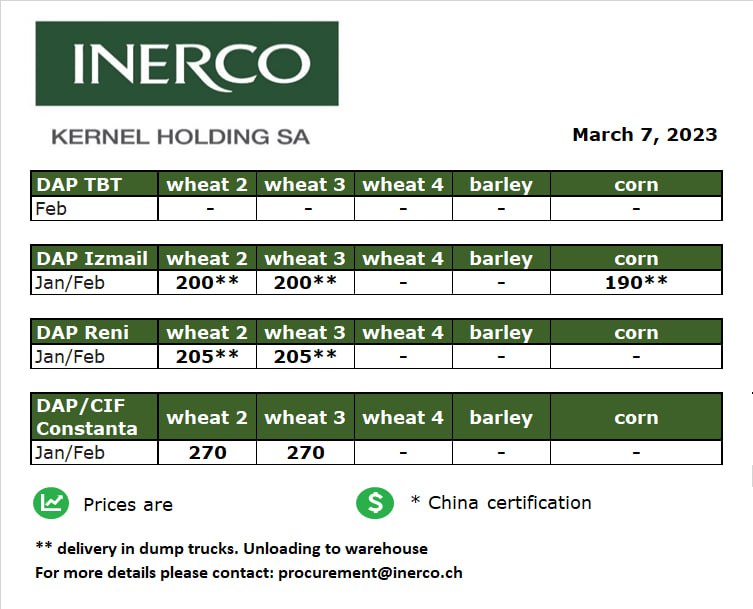 INERCO
KERNEL HOLDING SA
March 7, 2023
DAP TBT wheat 2 wheat 3 wheat 4 barley corn
Feb - - - - -
DAP Izmail wheat 2 wheat 3 wheat 4 barley corn
Jan/Feb 200** 200** - - 190**
DAP Reni wheat 2 wheat 3 wheat 4 barley corn
Jan/Feb 205** 205** - - -
DAP/CIF Constanta wheat 2 wheat 3 wheat 4 barley corn
Jan/Feb 270 270 - - -
Prices are $ * China certification
** delivery in dump trucks. Unloading to warehouse
For more details please contact: procurement@inerco.ch